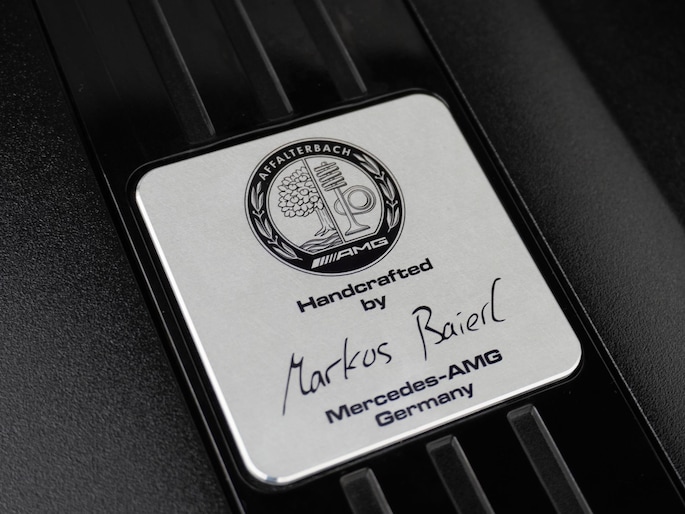 AFFALTERBACH
AMG
Handcrafted
by
Markus Baierl
Mercedes-AMG
Germany